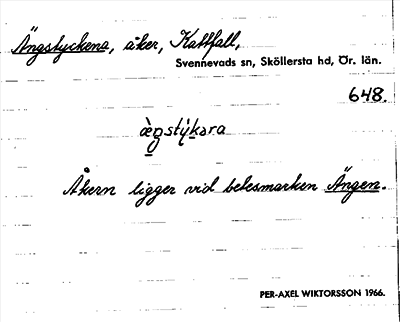 Ängstyckena, åker, Kattfall,
Svennevads sn, Sköllersta hd, Ör. län.
648.
æ̀ŋstýkara
Åkern ligger vid betesmarken Ängen.
PER-AXEL WIKTORSSON 1966.